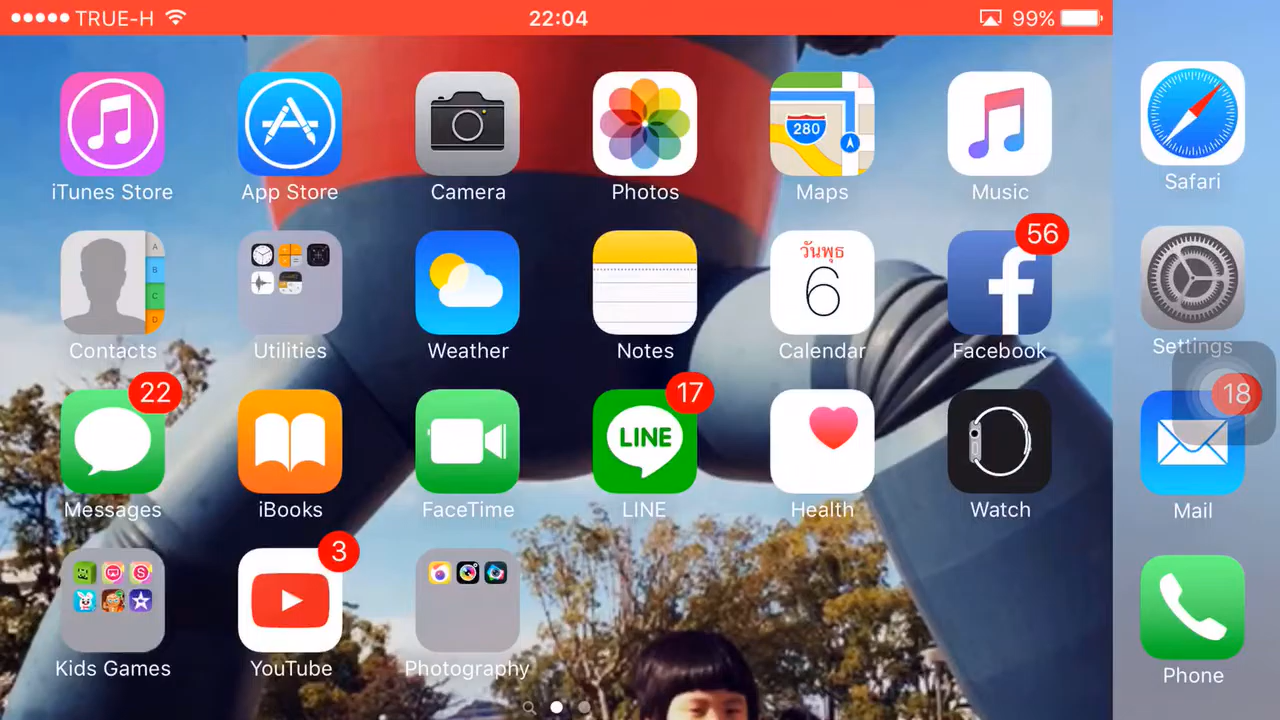 TRUE-H 22:04 99%
iTunes Store App Store Camera Photos Maps Music Safari
280
Contacts Utilities Weather Notes Calendar Facebook Settings
A
B
C
D
วันพุธ
6
56
Messages iBooks FaceTime LINE Health Watch Mail
22
LINE
17
18
Kids Games YouTube Photography Phone
3